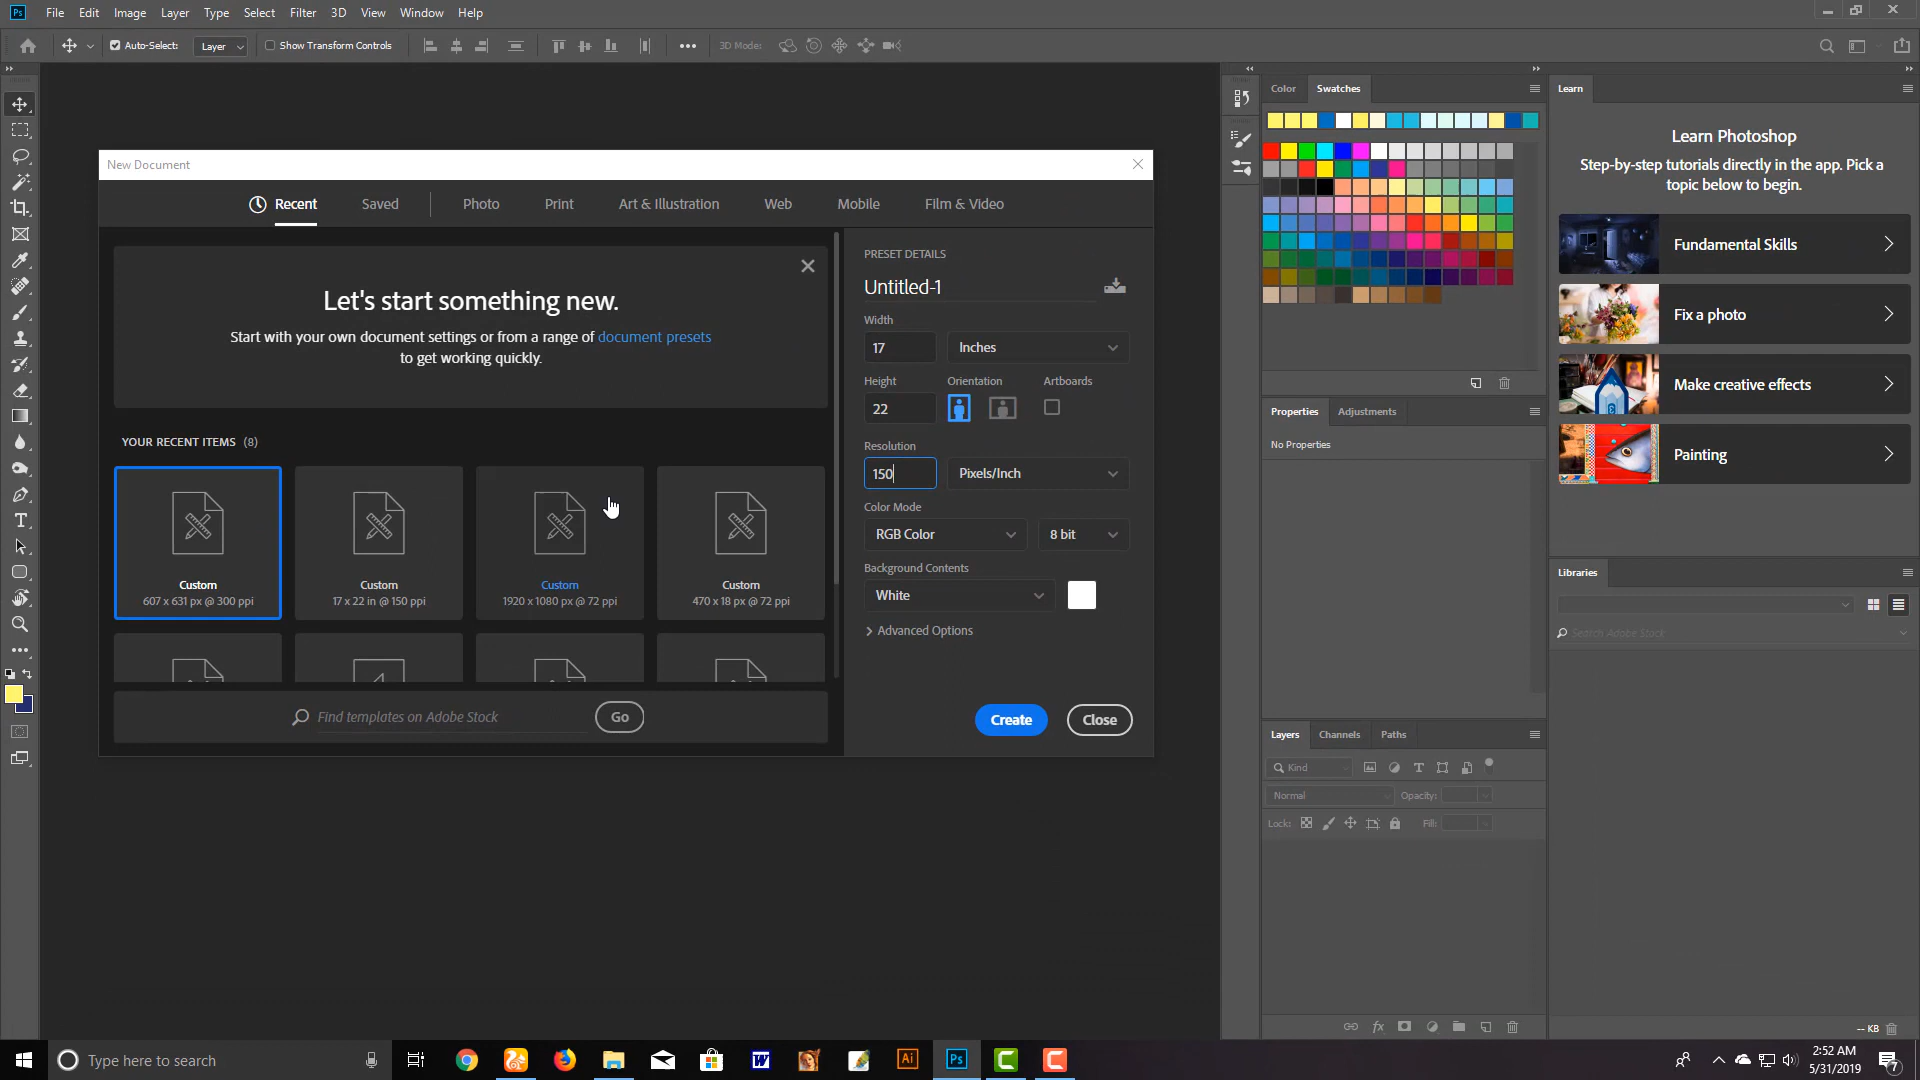 Ps File Edit Image Layer Type Select Filter 3D View Window Help
Auto-Select: Layer Show Transform Controls 3D Mode:
New Document
Recent Saved Photo Print Art & Illustration Web Mobile Film & Video
Let's start something new.
Start with your own document settings or from a range of document presets
to get working quickly.
YOUR RECENT ITEMS (8)
Custom
607 x 631 px @ 300 ppi
Custom
17 x 22 in @ 150 ppi
Custom
1920 x 1080 px @ 72 ppi
Custom
470 x 18 px @ 72 ppi
Find templates on Adobe Stock Go
PRESET DETAILS
Untitled-1
Width
17 Inches
Height Orientation Artboards
22
Resolution
150 Pixels/Inch
Color Mode
RGB Color 8 bit
Background Contents
White
Advanced Options
Create Close
Color Swatches
Properties Adjustments
No Properties
Layers Channels Paths
Kind
Normal Opacity:
Lock: Fill:
Learn
Learn Photoshop
Step-by-step tutorials directly in the app. Pick a
topic below to begin.
Fundamental Skills
Fix a photo
Make creative effects
Painting
Libraries
Search Adobe Stock
-- KB
Type here to search
W Ai Ps C C
2:52 AM
5/31/2019
7